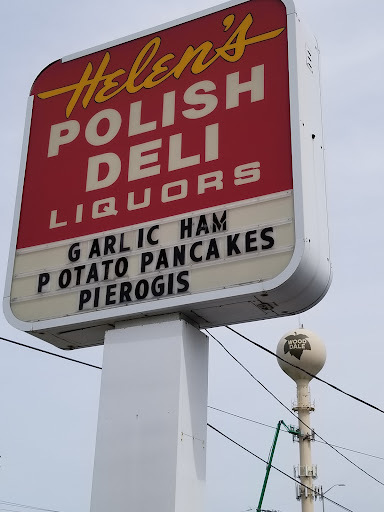 Helen's
POLISH
DELI
LIQUORS
GARLIC HAM
POTATO PANCAKES
PIEROGIS
WOOD
DALE